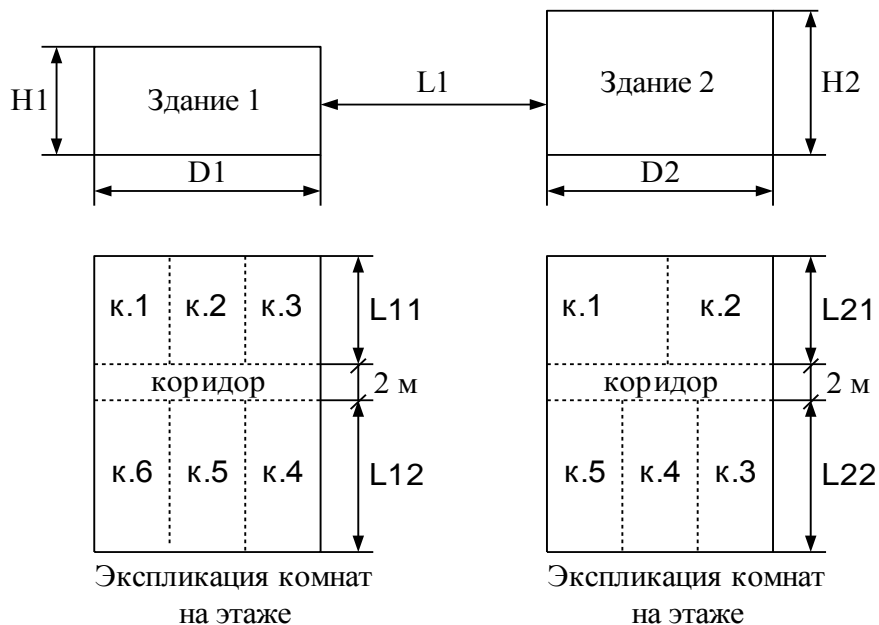 H1
Здание 1
L1
Здание 2
H2
D1
D2
к.1 к.2 к.3
L11
к.1 к.2
L21
коридор
2 м
коридор
2 м
к.6 к.5 к.4
L12
к.5 к.4 к.3
L22
Экспликация комнат
на этаже
Экспликация комнат
на этаже